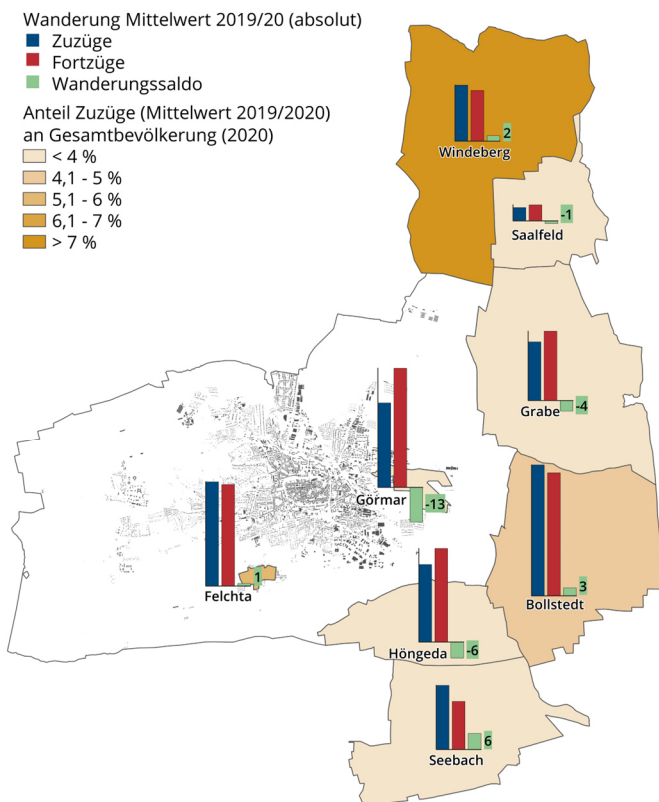 Wanderung Mittelwert 2019/20 (absolut)
Zuzüge
Fortzüge
Wanderungssaldo
Anteil Zuzüge (Mittelwert 2019/2020)
an Gesamtbevölkerung (2020)
< 4 %
4,1 - 5 %
5,1 - 6 %
6,1 - 7 %
> 7 %
2
Windeberg
-1
Saalfeld
-4
Grabe
Görmar
-13
1
Felchta
3
Bollstedt
Höngeda
-6
6
Seebach